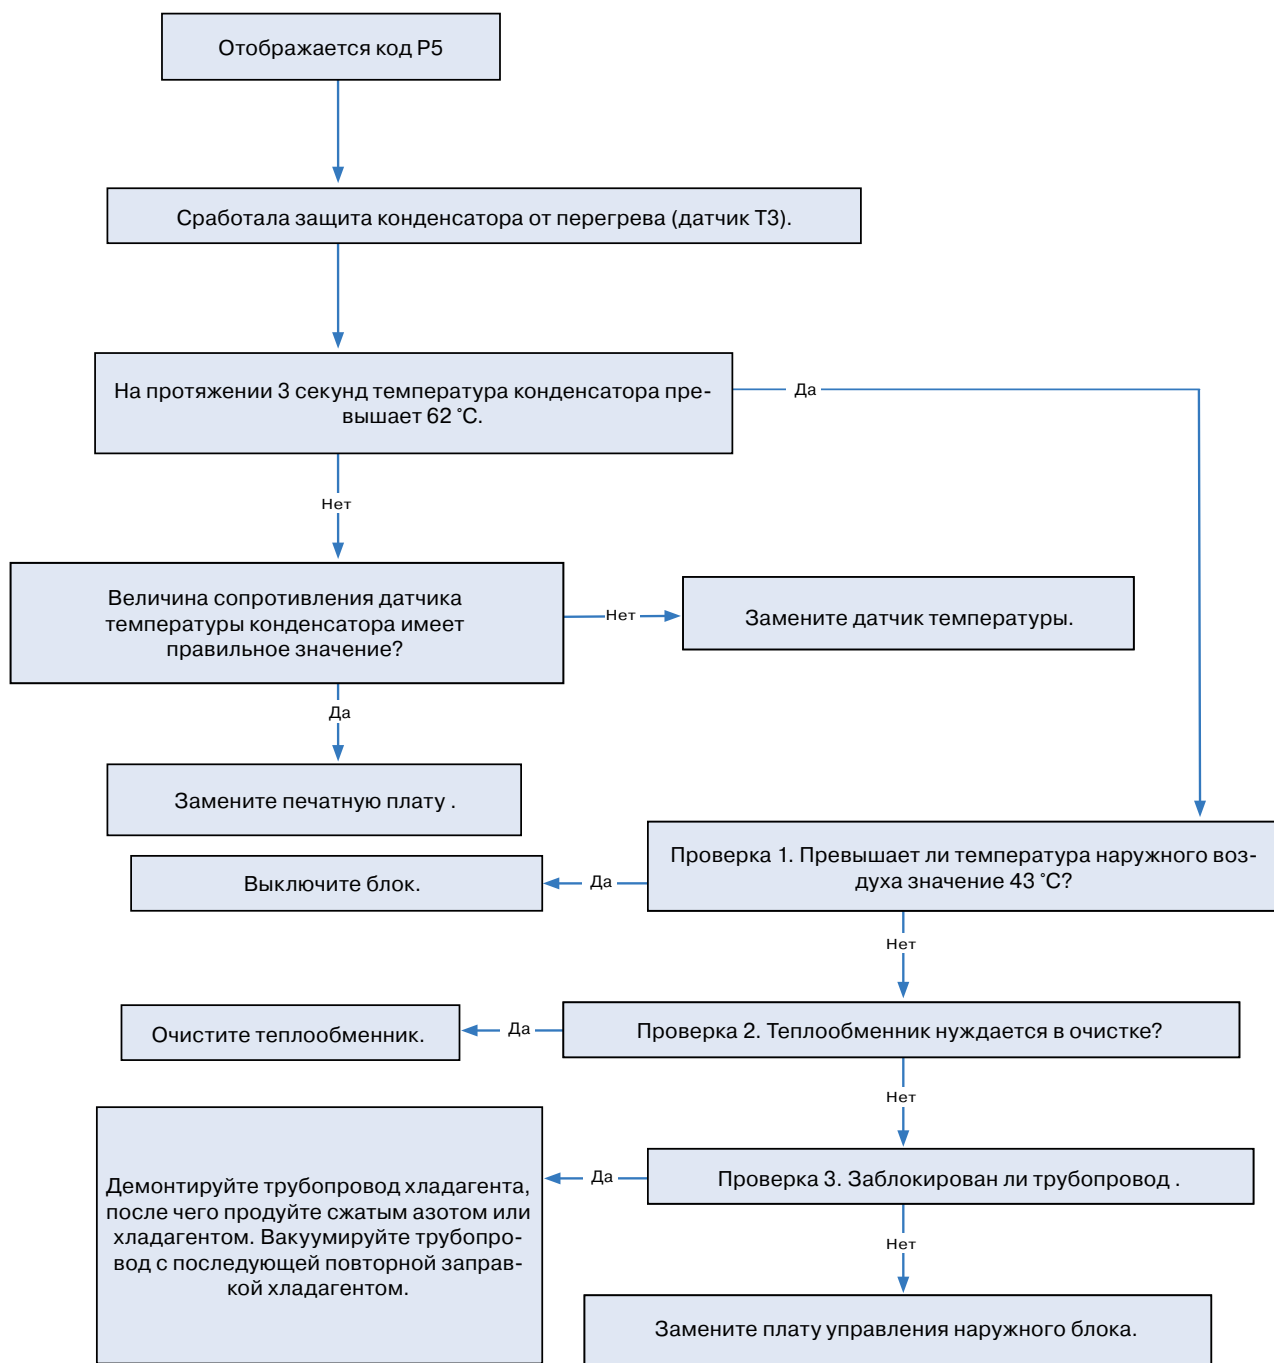 Отображается код P5
Сработала защита конденсатора от перегрева (датчик Т3).
На протяжении 3 секунд температура конденсатора пре-
вышает 62 °С.
Да
Нет
Величина сопротивления датчика
температуры конденсатора имеет
правильное значение?
Нет
Замените датчик температуры.
Да
Замените печатную плату .
Проверка 1. Превышает ли температура наружного воз-
духа значение 43 °С?
Да
Выключите блок.
Нет
Проверка 2. Теплообменник нуждается в очистке?
Да
Очистите теплообменник.
Нет
Проверка 3. Заблокирован ли трубопровод .
Да
Демонтируйте трубопровод хладагента,
после чего продуйте сжатым азотом или
хладагентом. Вакуумируйте трубопро-
вод с последующей повторной заправ-
кой хладагентом.
Нет
Замените плату управления наружного блока.